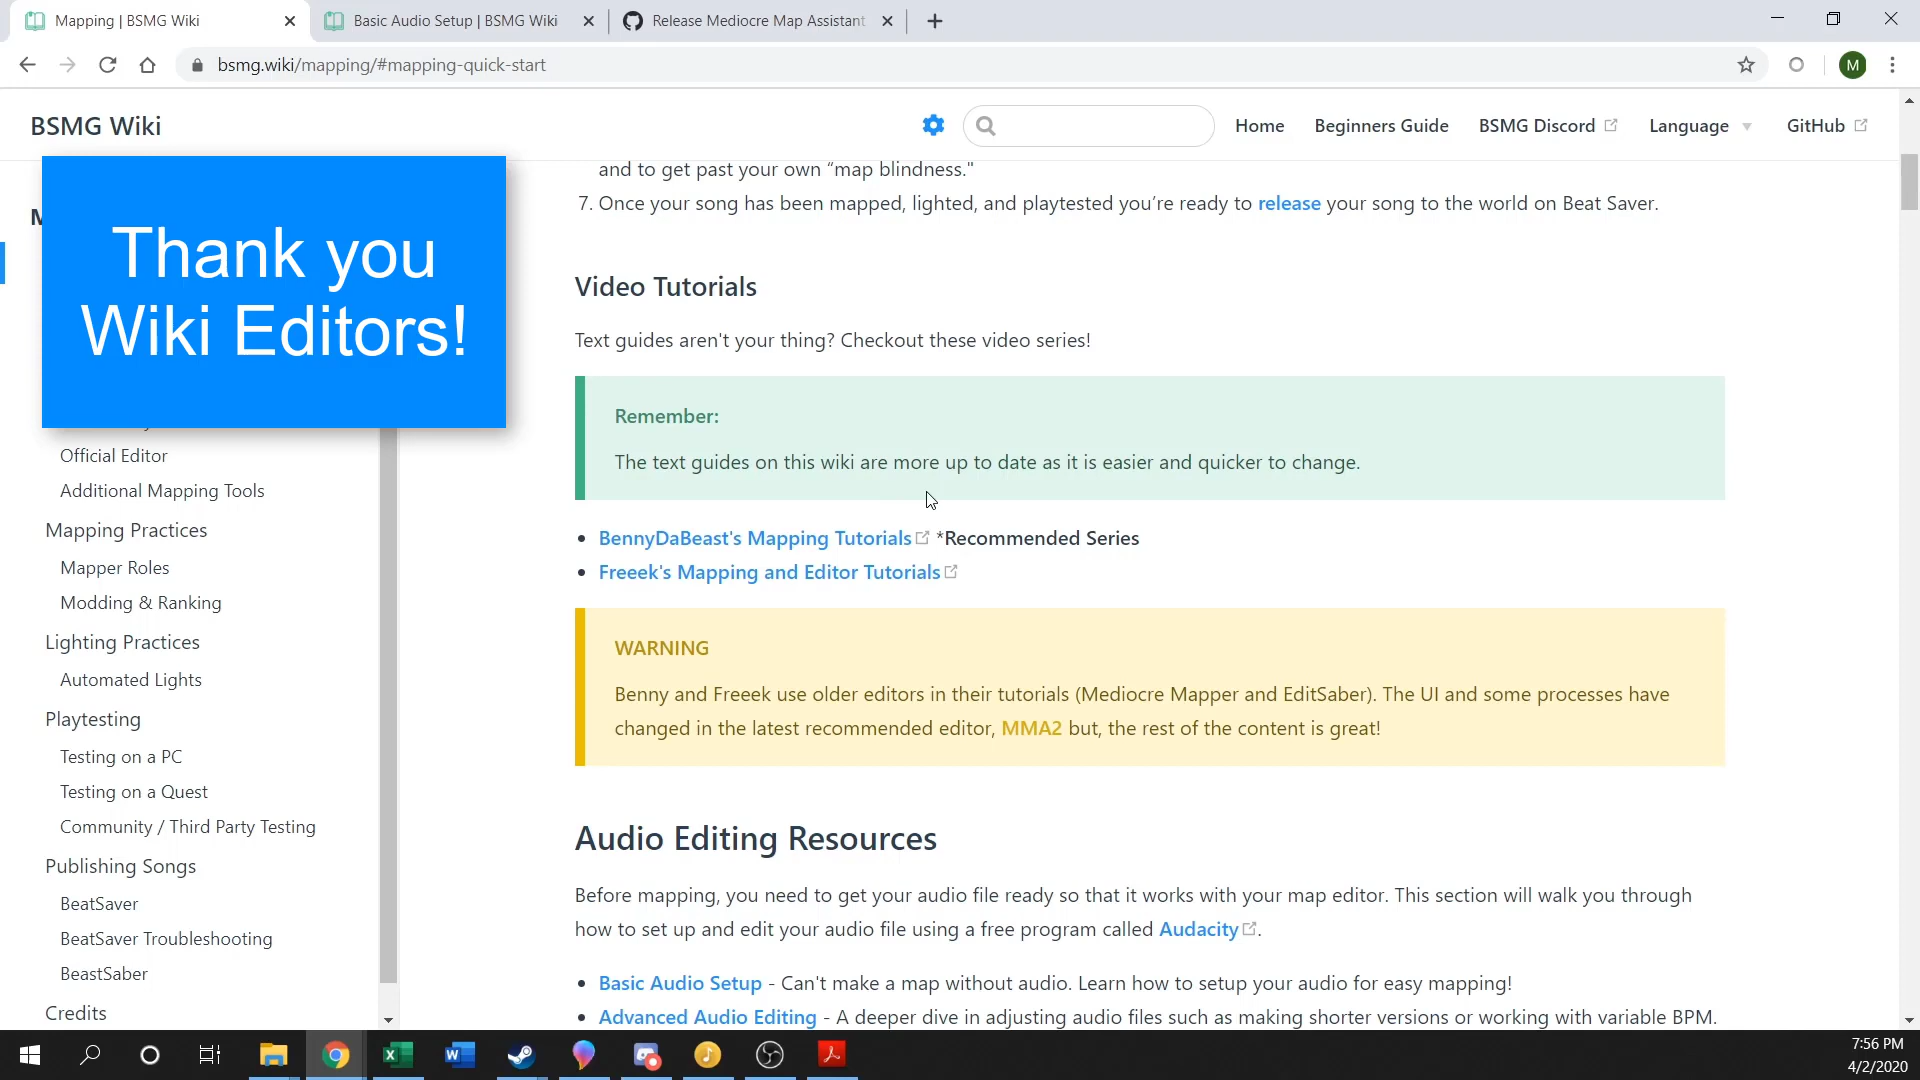 Mapping | BSMG Wiki
Basic Audio Setup | BSMG Wiki
Release Mediocre Map Assistant
bsmg.wiki/mapping/#mapping-quick-start
M
BSMG Wiki
Home
Beginners Guide
BSMG Discord
Language
GitHub
Thank you
Wiki Editors!
Official Editor
Additional Mapping Tools
Mapping Practices
Mapper Roles
Modding & Ranking
Lighting Practices
Automated Lights
Playtesting
Testing on a PC
Testing on a Quest
Community / Third Party Testing
Publishing Songs
BeatSaver
BeatSaver Troubleshooting
BeastSaber
Credits
and to get past your own “map blindness."
7. Once your song has been mapped, lighted, and playtested you’re ready to release your song to the world on Beat Saver.
Video Tutorials
Text guides aren't your thing? Checkout these video series!
Remember:
The text guides on this wiki are more up to date as it is easier and quicker to change.
• BennyDaBeast's Mapping Tutorials *Recommended Series
• Freeek's Mapping and Editor Tutorials
WARNING
Benny and Freeek use older editors in their tutorials (Mediocre Mapper and EditSaber). The UI and some processes have
changed in the latest recommended editor, MMA2 but, the rest of the content is great!
Audio Editing Resources
Before mapping, you need to get your audio file ready so that it works with your map editor. This section will walk you through
how to set up and edit your audio file using a free program called Audacity.
• Basic Audio Setup - Can't make a map without audio. Learn how to setup your audio for easy mapping!
• Advanced Audio Editing - A deeper dive in adjusting audio files such as making shorter versions or working with variable BPM.
7:56 PM
4/2/2020